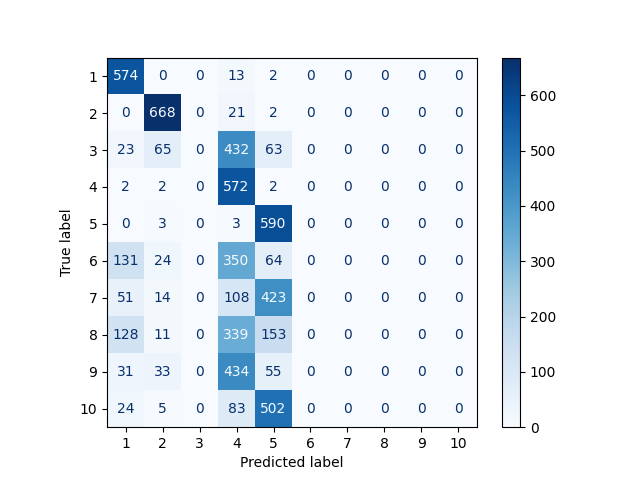 1 574 0 0 13 2 0 0 0 0 0
2 0 668 0 21 2 0 0 0 0 0
3 23 65 0 432 63 0 0 0 0 0
4 2 2 0 572 2 0 0 0 0 0
5 0 3 0 3 590 0 0 0 0 0
6 131 24 0 350 64 0 0 0 0 0
7 51 14 0 108 423 0 0 0 0 0
8 128 11 0 339 153 0 0 0 0 0
9 31 33 0 434 55 0 0 0 0 0
10 24 5 0 83 502 0 0 0 0 0
1 2 3 4 5 6 7 8 9 10
Predicted label
True label
600
500
400
300
200
100
0